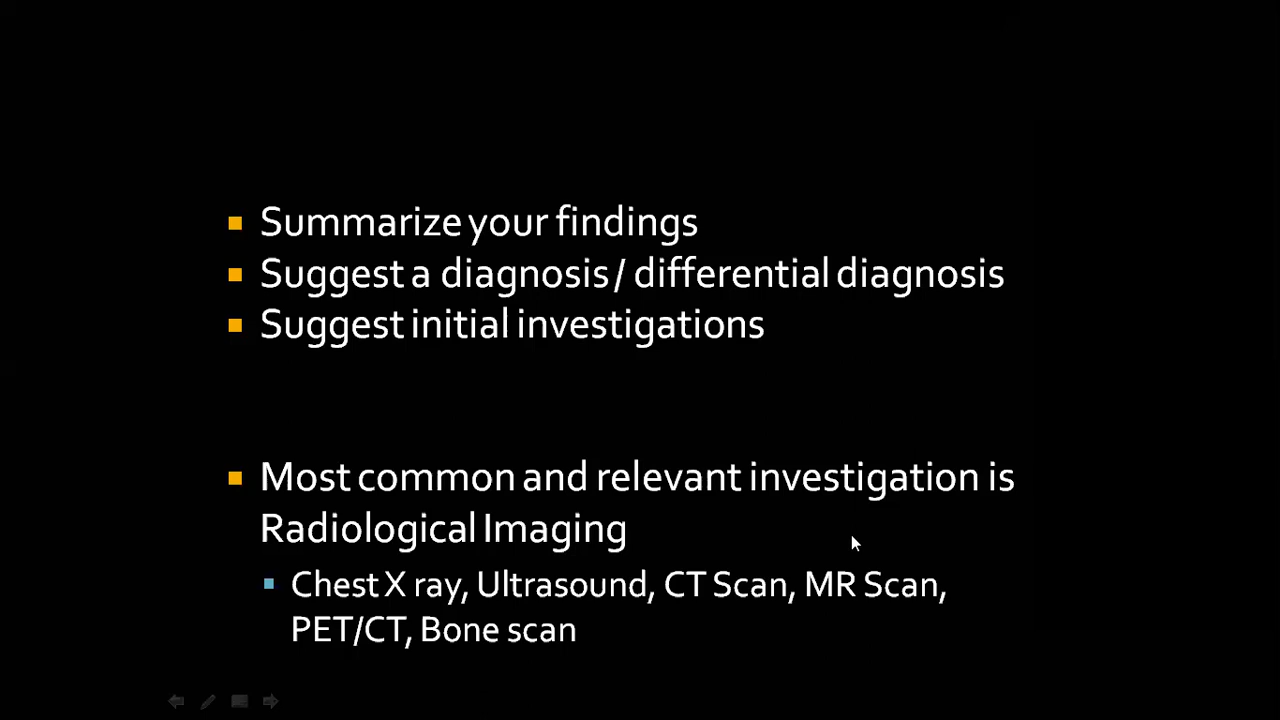 Summarize your findings
Suggest a diagnosis / differential diagnosis
Suggest initial investigations
Most common and relevant investigation is
Radiological Imaging
Chest X ray, Ultrasound, CT Scan, MR Scan,
PET/CT, Bone scan